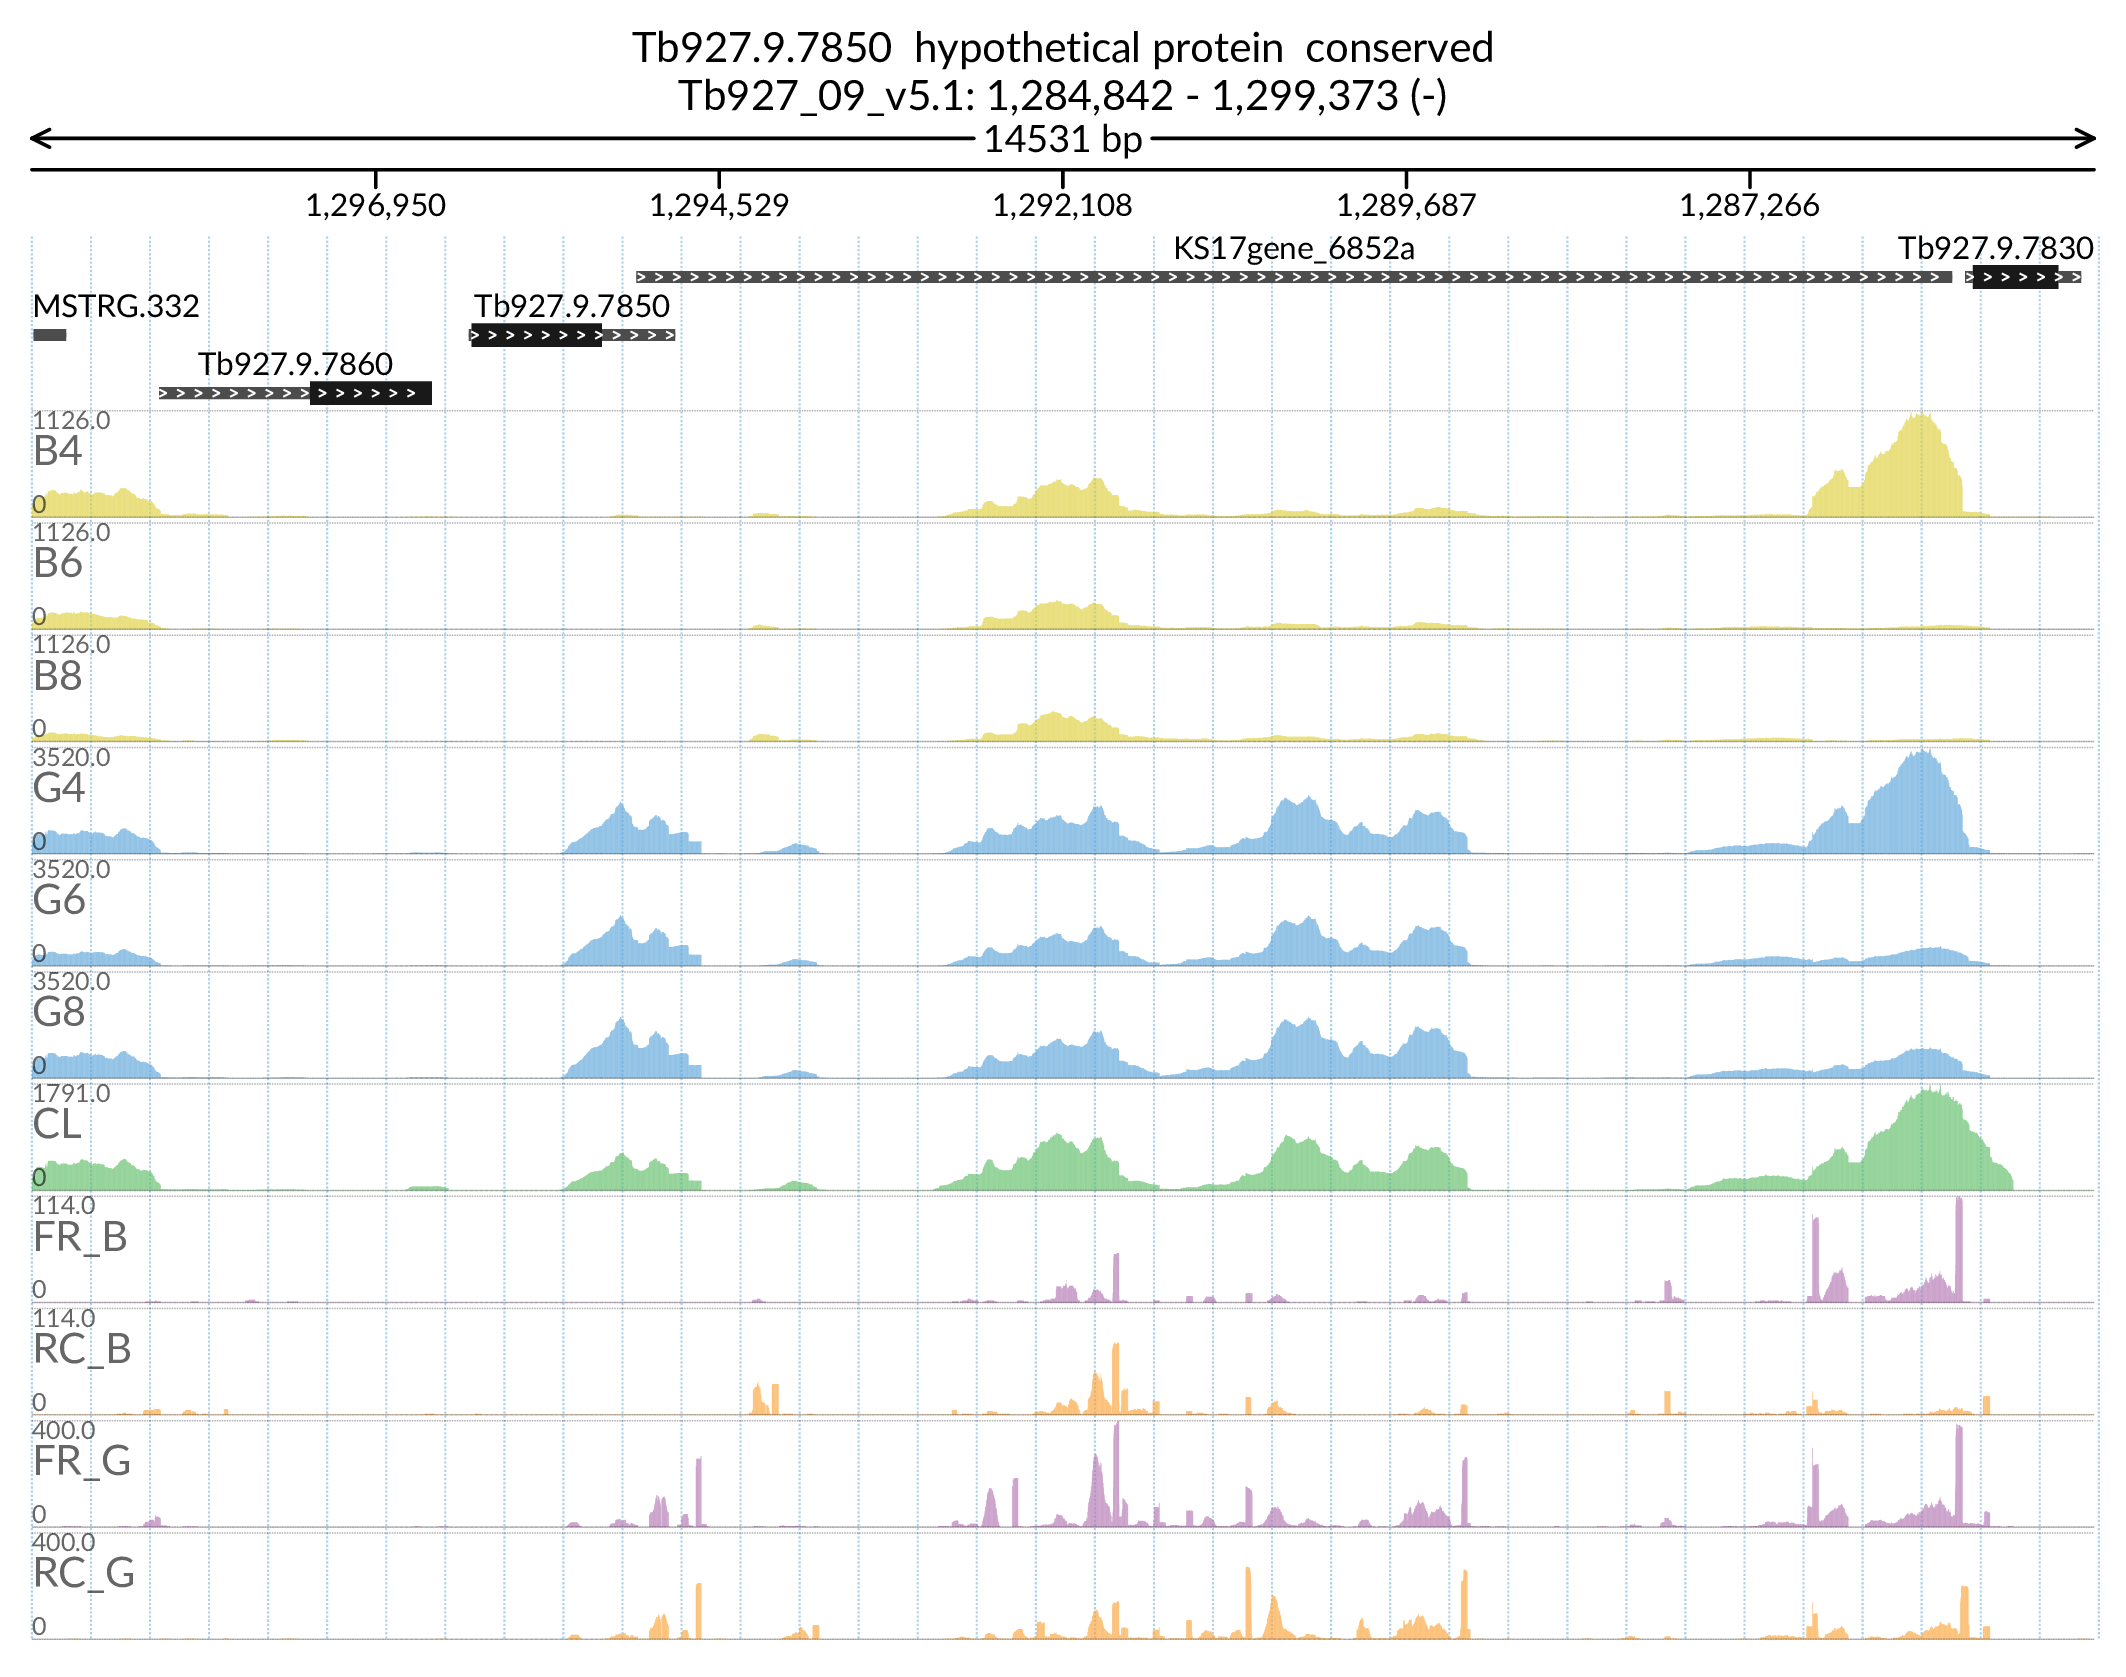 Tb927.9.7850  hypothetical protein  conserved
Tb927_09_v5.1: 1,284,842 - 1,299,373 (-)
14531 bp
1,296,950 1,294,529 1,292,108 1,289,687 1,287,266
KS17gene_6852a Tb927.9.7830
MSTRG.332 Tb927.9.7850
Tb927.9.7860
1126.0
B4
0
1126.0
B6
0
1126.0
B8
0
3520.0
G4
0
3520.0
G6
0
3520.0
G8
0
1791.0
CL
0
114.0
FR_B
0
114.0
RC_B
0
400.0
FR_G
0
400.0
RC_G
0